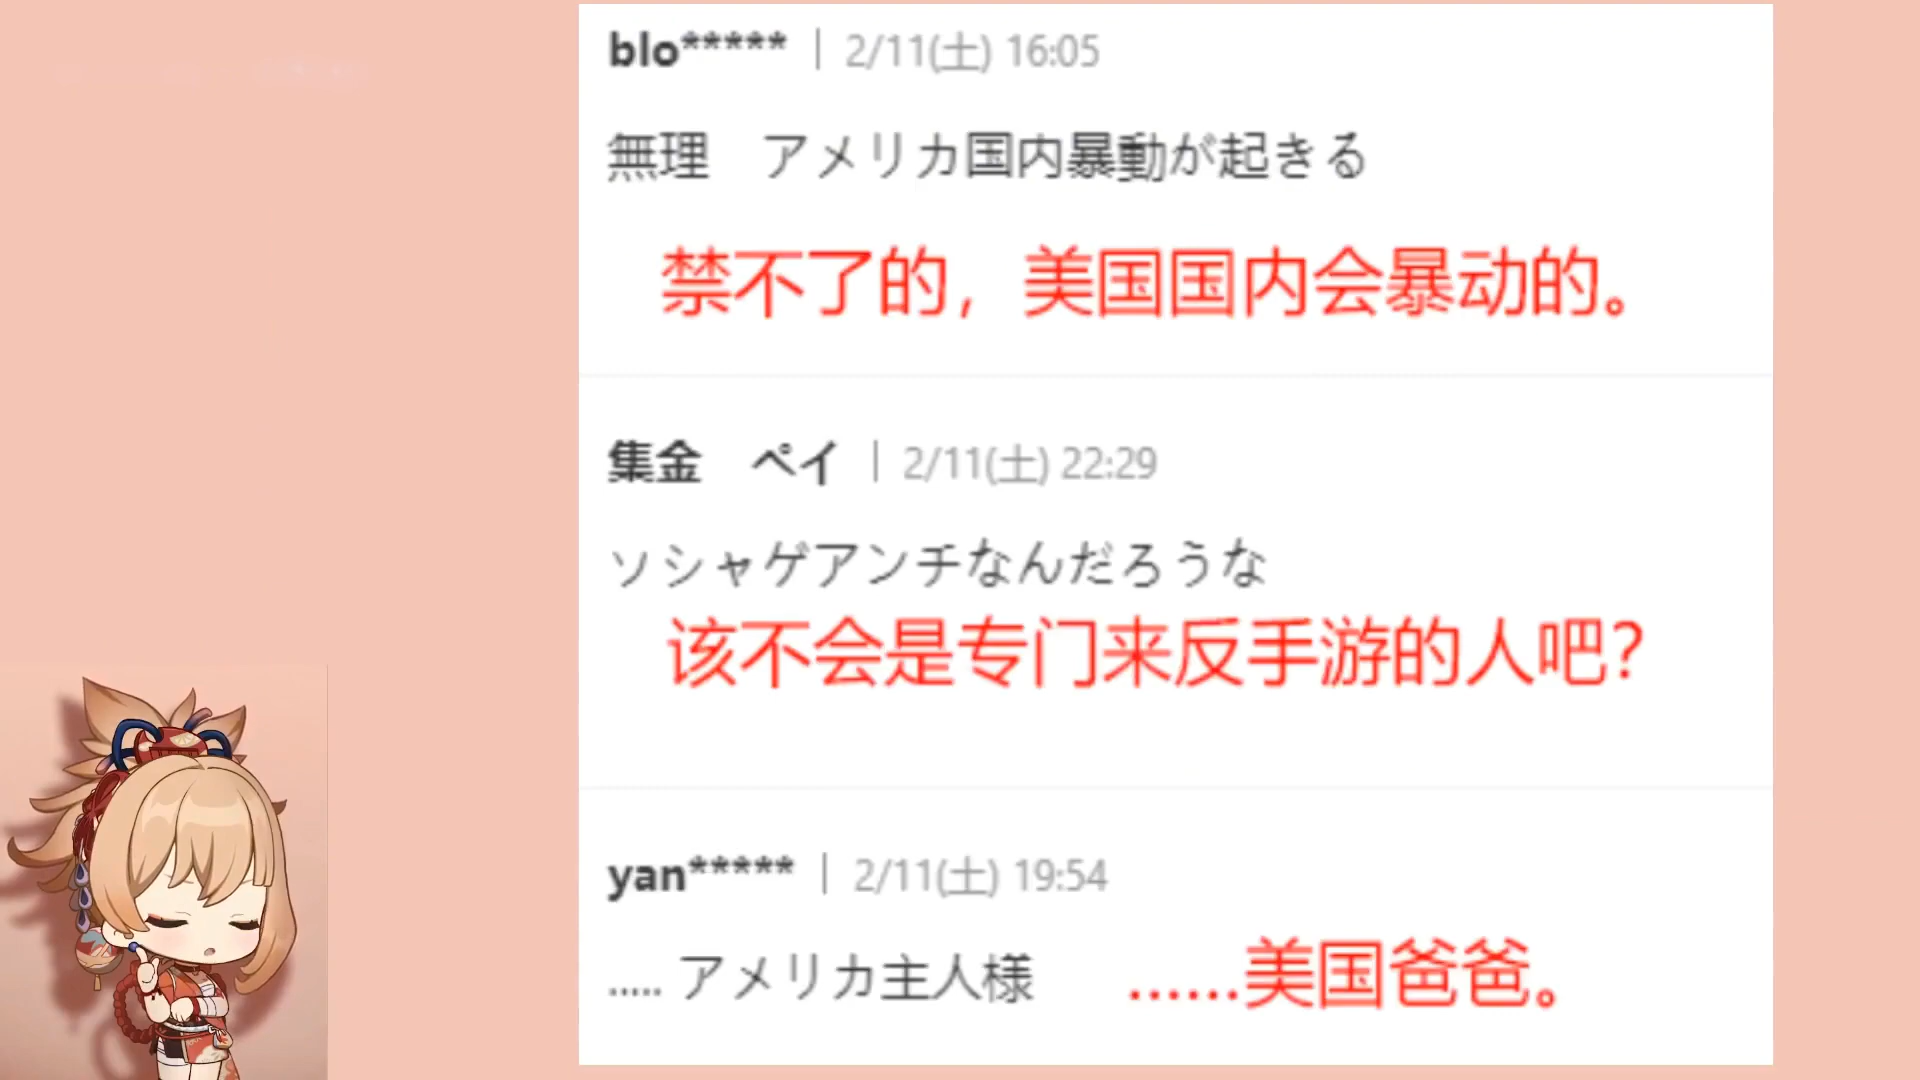 blo***** | 2/11(土) 16:05
無理　アメリカ国内暴動が起きる
禁不了的，美国国内会暴动的。
集金　ペイ | 2/11(土) 22:29
ソシャゲアンチなんだろうな
该不会是专门来反手游的人吧？
yan***** | 2/11(土) 19:54
..... アメリカ主人様
......美国爸爸。